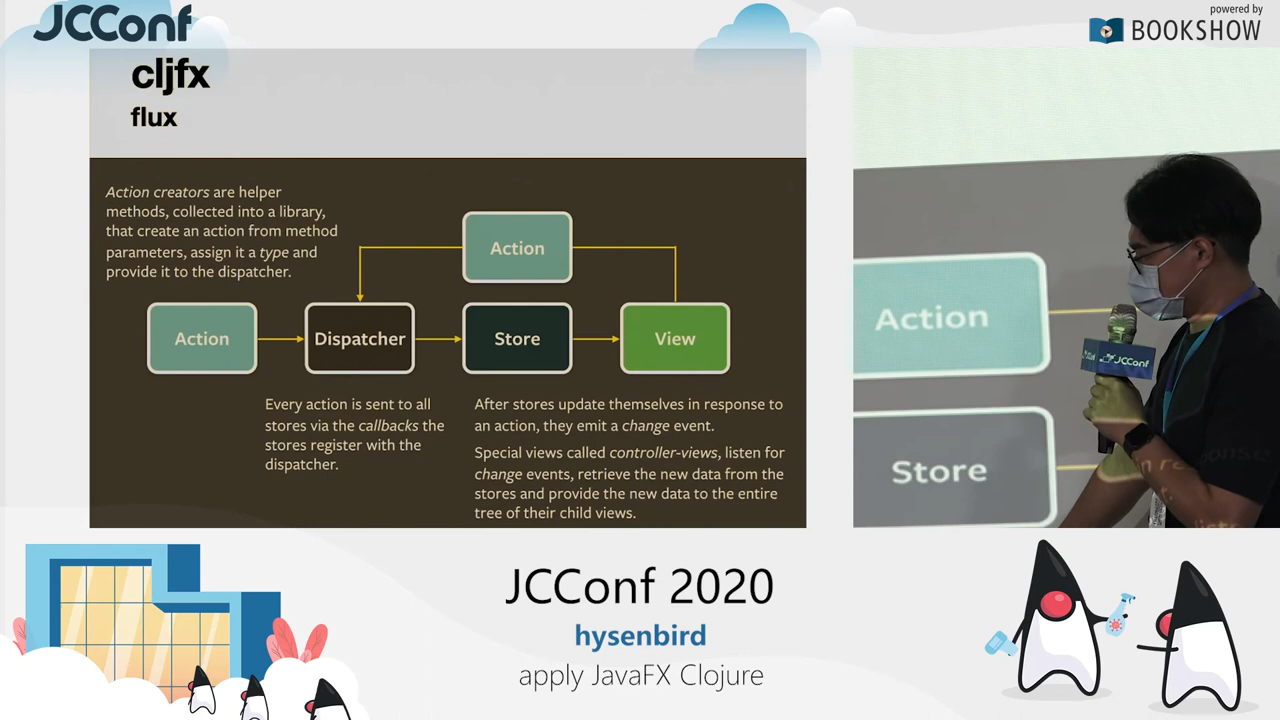 JCConf
powered by
BOOKSHOW
cljfx
flux
Action creators are helper
methods, collected into a library,
that create an action from method
parameters, assign it a type and
provide it to the dispatcher.
Action
Action
Dispatcher
Store
View
Every action is sent to all
stores via the callbacks the
stores register with the
dispatcher.
After stores update themselves in response to
an action, they emit a change event.
Special views called controller-views, listen for
change events, retrieve the new data from the
stores and provide the new data to the entire
tree of their child views.
Action
Store
JCConf
JCConf 2020
hysenbird
apply JavaFX Clojure